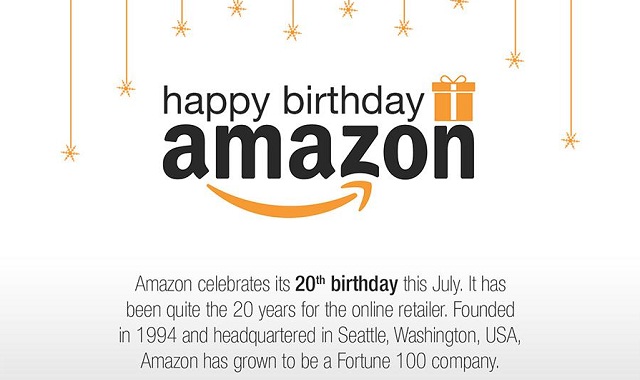 happy birthday
amazon
Amazon celebrates its 20th birthday this July. It has
been quite the 20 years for the online retailer. Founded
in 1994 and headquartered in Seattle, Washington, USA,
Amazon has grown to be a Fortune 100 company.